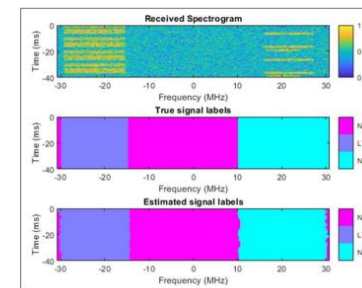 Received Spectrogram
Time (ms)
0
-20
-40
-30 -20 -10 0 10 20 30
Frequency (MHz)
1
0
0
True signal labels
Time (ms)
0
-20
-40
-30 -20 -10 0 10 20 30
Frequency (MHz)
N
L
N
Estimated signal labels
Time (ms)
0
-20
-40
-30 -20 -10 0 10 20 30
Frequency (MHz)
N
L
N